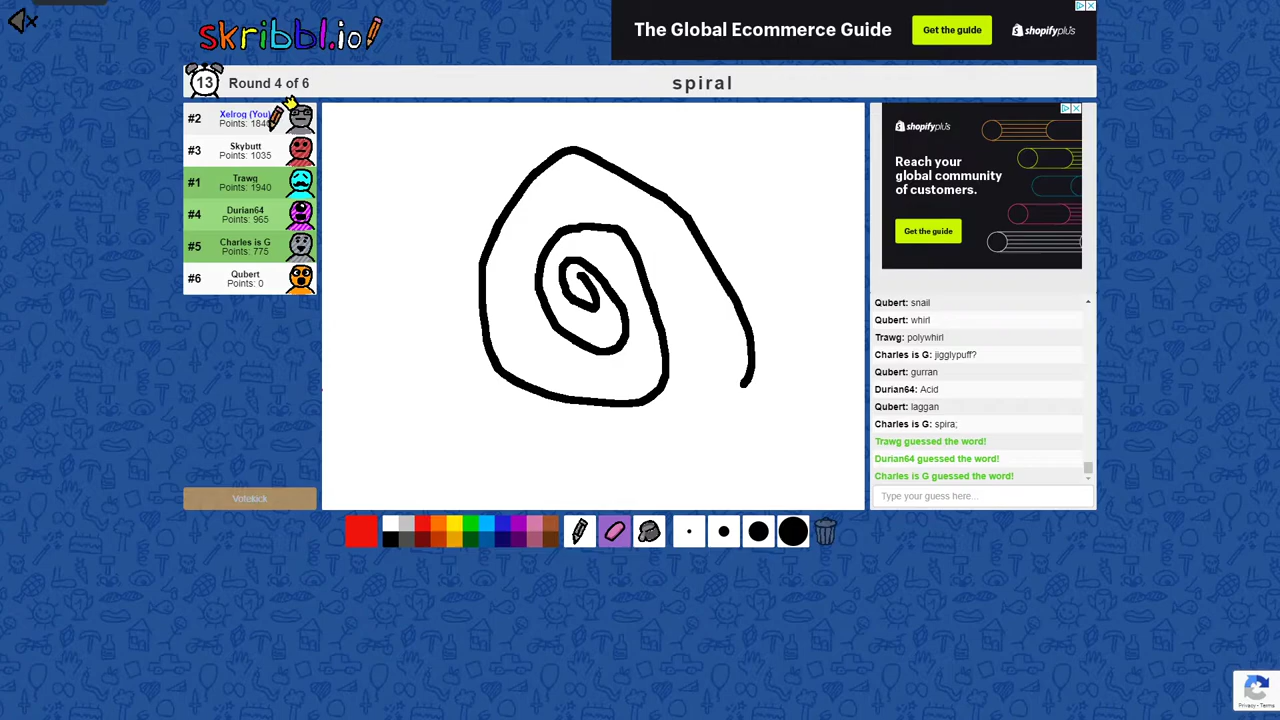 skribbl.io
The Global Ecommerce Guide
Get the guide
shopifyplus
13
Round 4 of 6
spiral
#2
Xelrog (You)
#3
Skybutt
Points: 1035
#1
Trawg
Points: 1940
#4
Durian64
Points: 965
#5
Charles is G
Points: 775
#6
Qubert
Points: 0
shopifyplus
Reach your
global community
of customers.
Get the guide
Qubert: snail
Qubert: whirl
Trawg: polywhirl
Charles is G: jigglypuff?
Qubert: gurran
Durian64: Acid
Qubert: laggan
Charles is G: spira;
Trawg guessed the word!
Durian64 guessed the word!
Charles is G guessed the word!
Type your guess here...
Votekick
Privacy - Terms